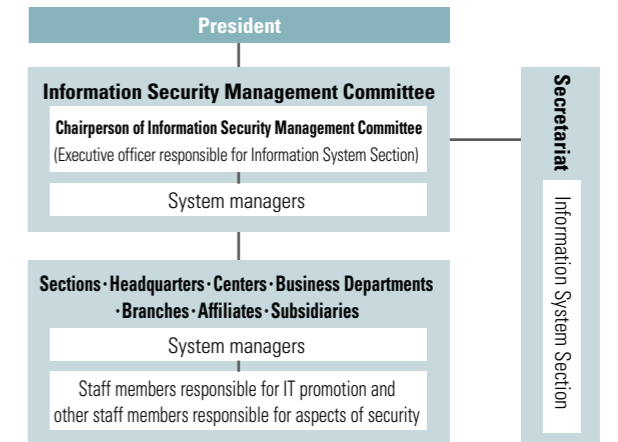 President
Information Security Management Committee
Chairperson of Information Security Management Committee
(Executive officer responsible for Information System Section)
System managers
Sections･Headquarters･Centers･Business Departments
･Branches･Affiliates･Subsidiaries
System managers
Staff members responsible for IT promotion and
other staff members responsible for aspects of security
Secretariat
Information System Section